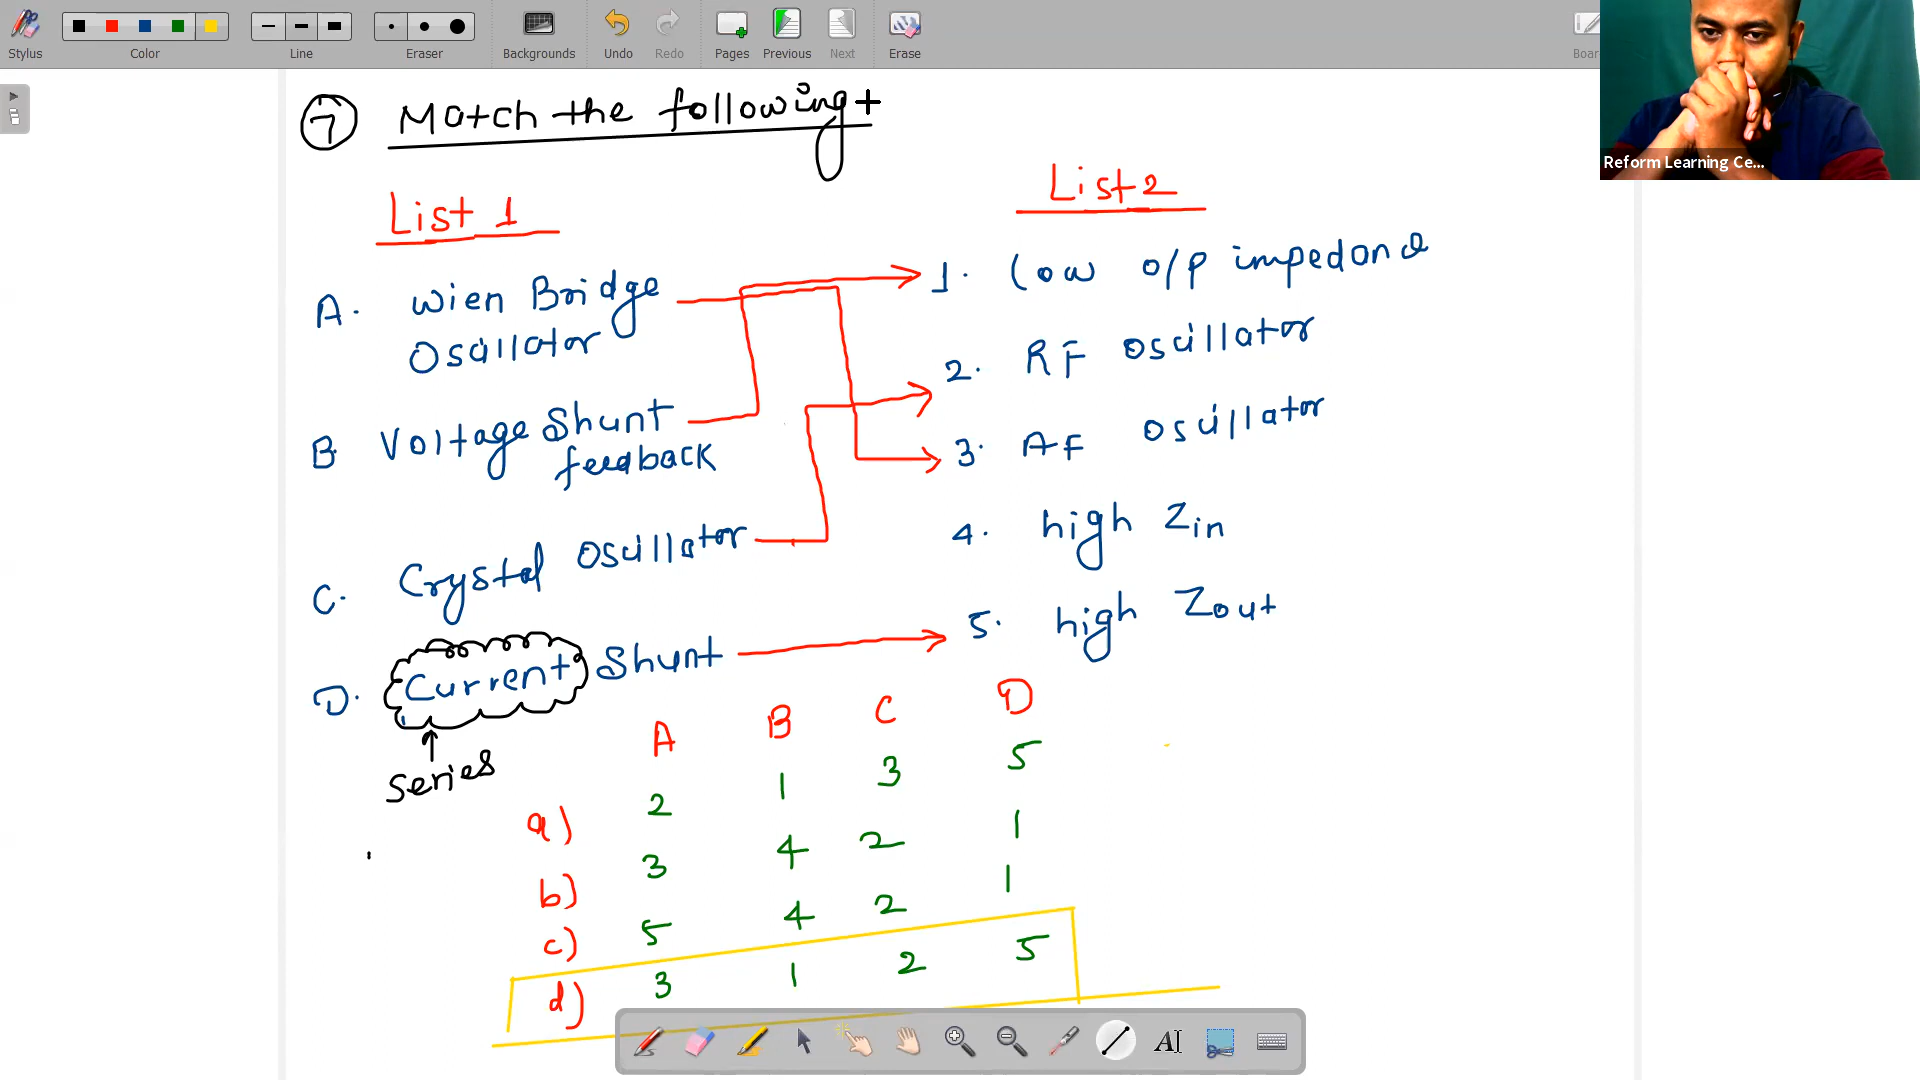 Stylus
Color
Line
Eraser
Backgrounds
Undo
Redo
Pages
Previous
Next
Erase
Boar
Reform Learning Ce...
7 Match the following
List 1
List 2
A. Wien Bridge Oscillator
B. Voltage Shunt feedback
C. Crystal Oscillator
D. Current Shunt
series
1. Low o/p impedance
2. RF oscillator
3. AF oscillator
4. high Zin
5. high Zout
A B C D
a) 2 1 3 5
b) 3 4 2 1
c) 5 4 2 1
d) 3 1 2 5